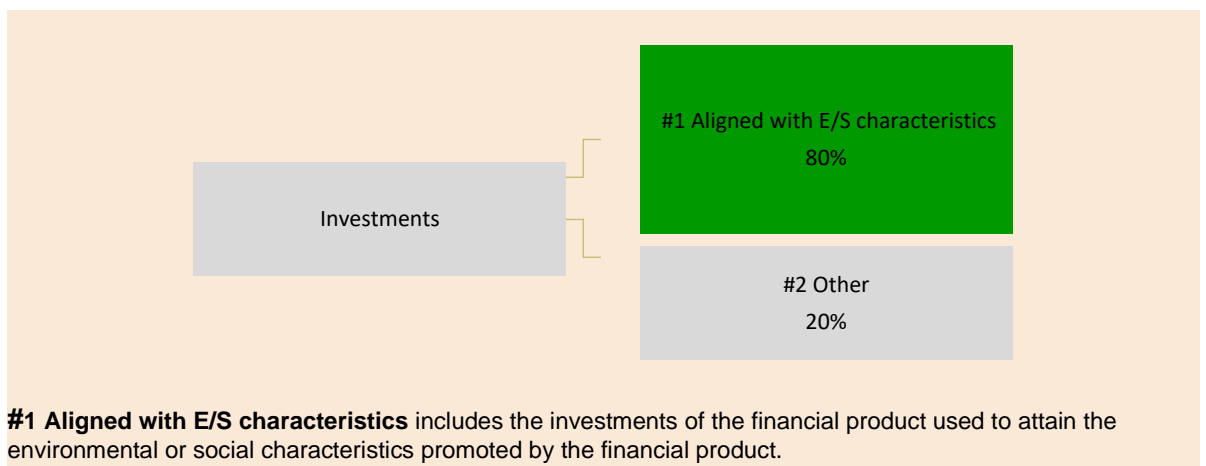 #1 Aligned with E/S characteristics
80%
Investments
#2 Other
20%
#1 Aligned with E/S characteristics includes the investments of the financial product used to attain the
environmental or social characteristics promoted by the financial product.